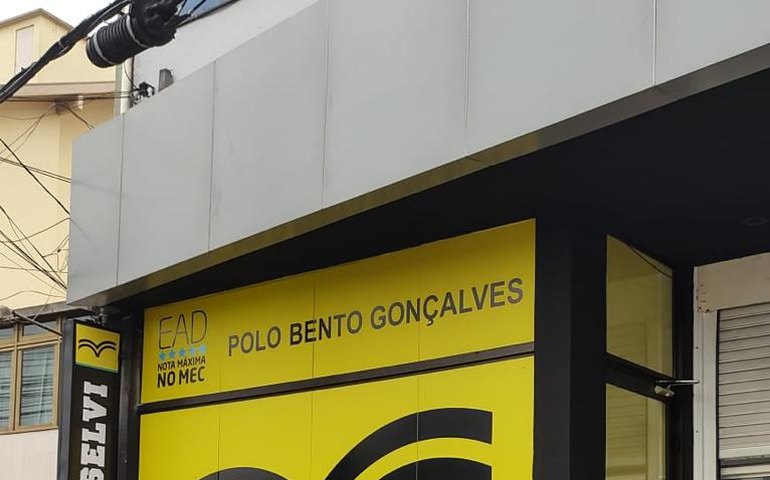 EAD
NOTA MÁXIMA
NO MEC
POLO BENTO GONÇALVES
SELVI